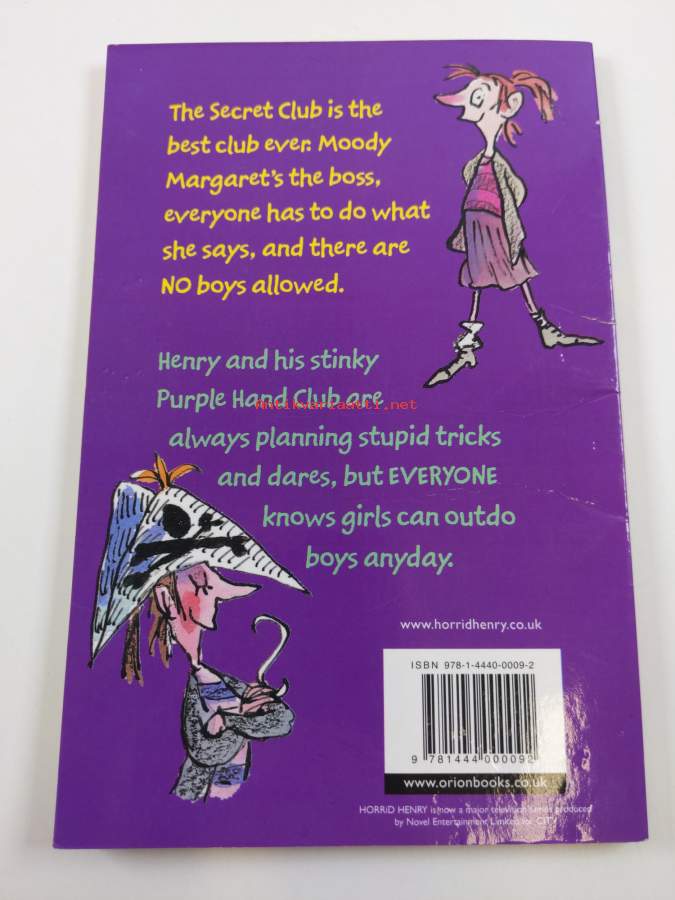 The Secret Club is the
best club ever. Moody
Margaret's the boss,
everyone has to do what
she says, and there are
NO boys allowed.
Henry and his stinky
Purple Hand Club are
Antikvariaatti.net
always planning stupid tricks
and dares, but EVERYONE
knows girls can outdo
boys anyday.
www.horridhenry.co.uk
ISBN 978-1-4440-0009-2
9 781444 000092
www.orionbooks.co.uk
HORRiD HENRY is now a major television series produced
by Novel Entertainment Limited for CiTV